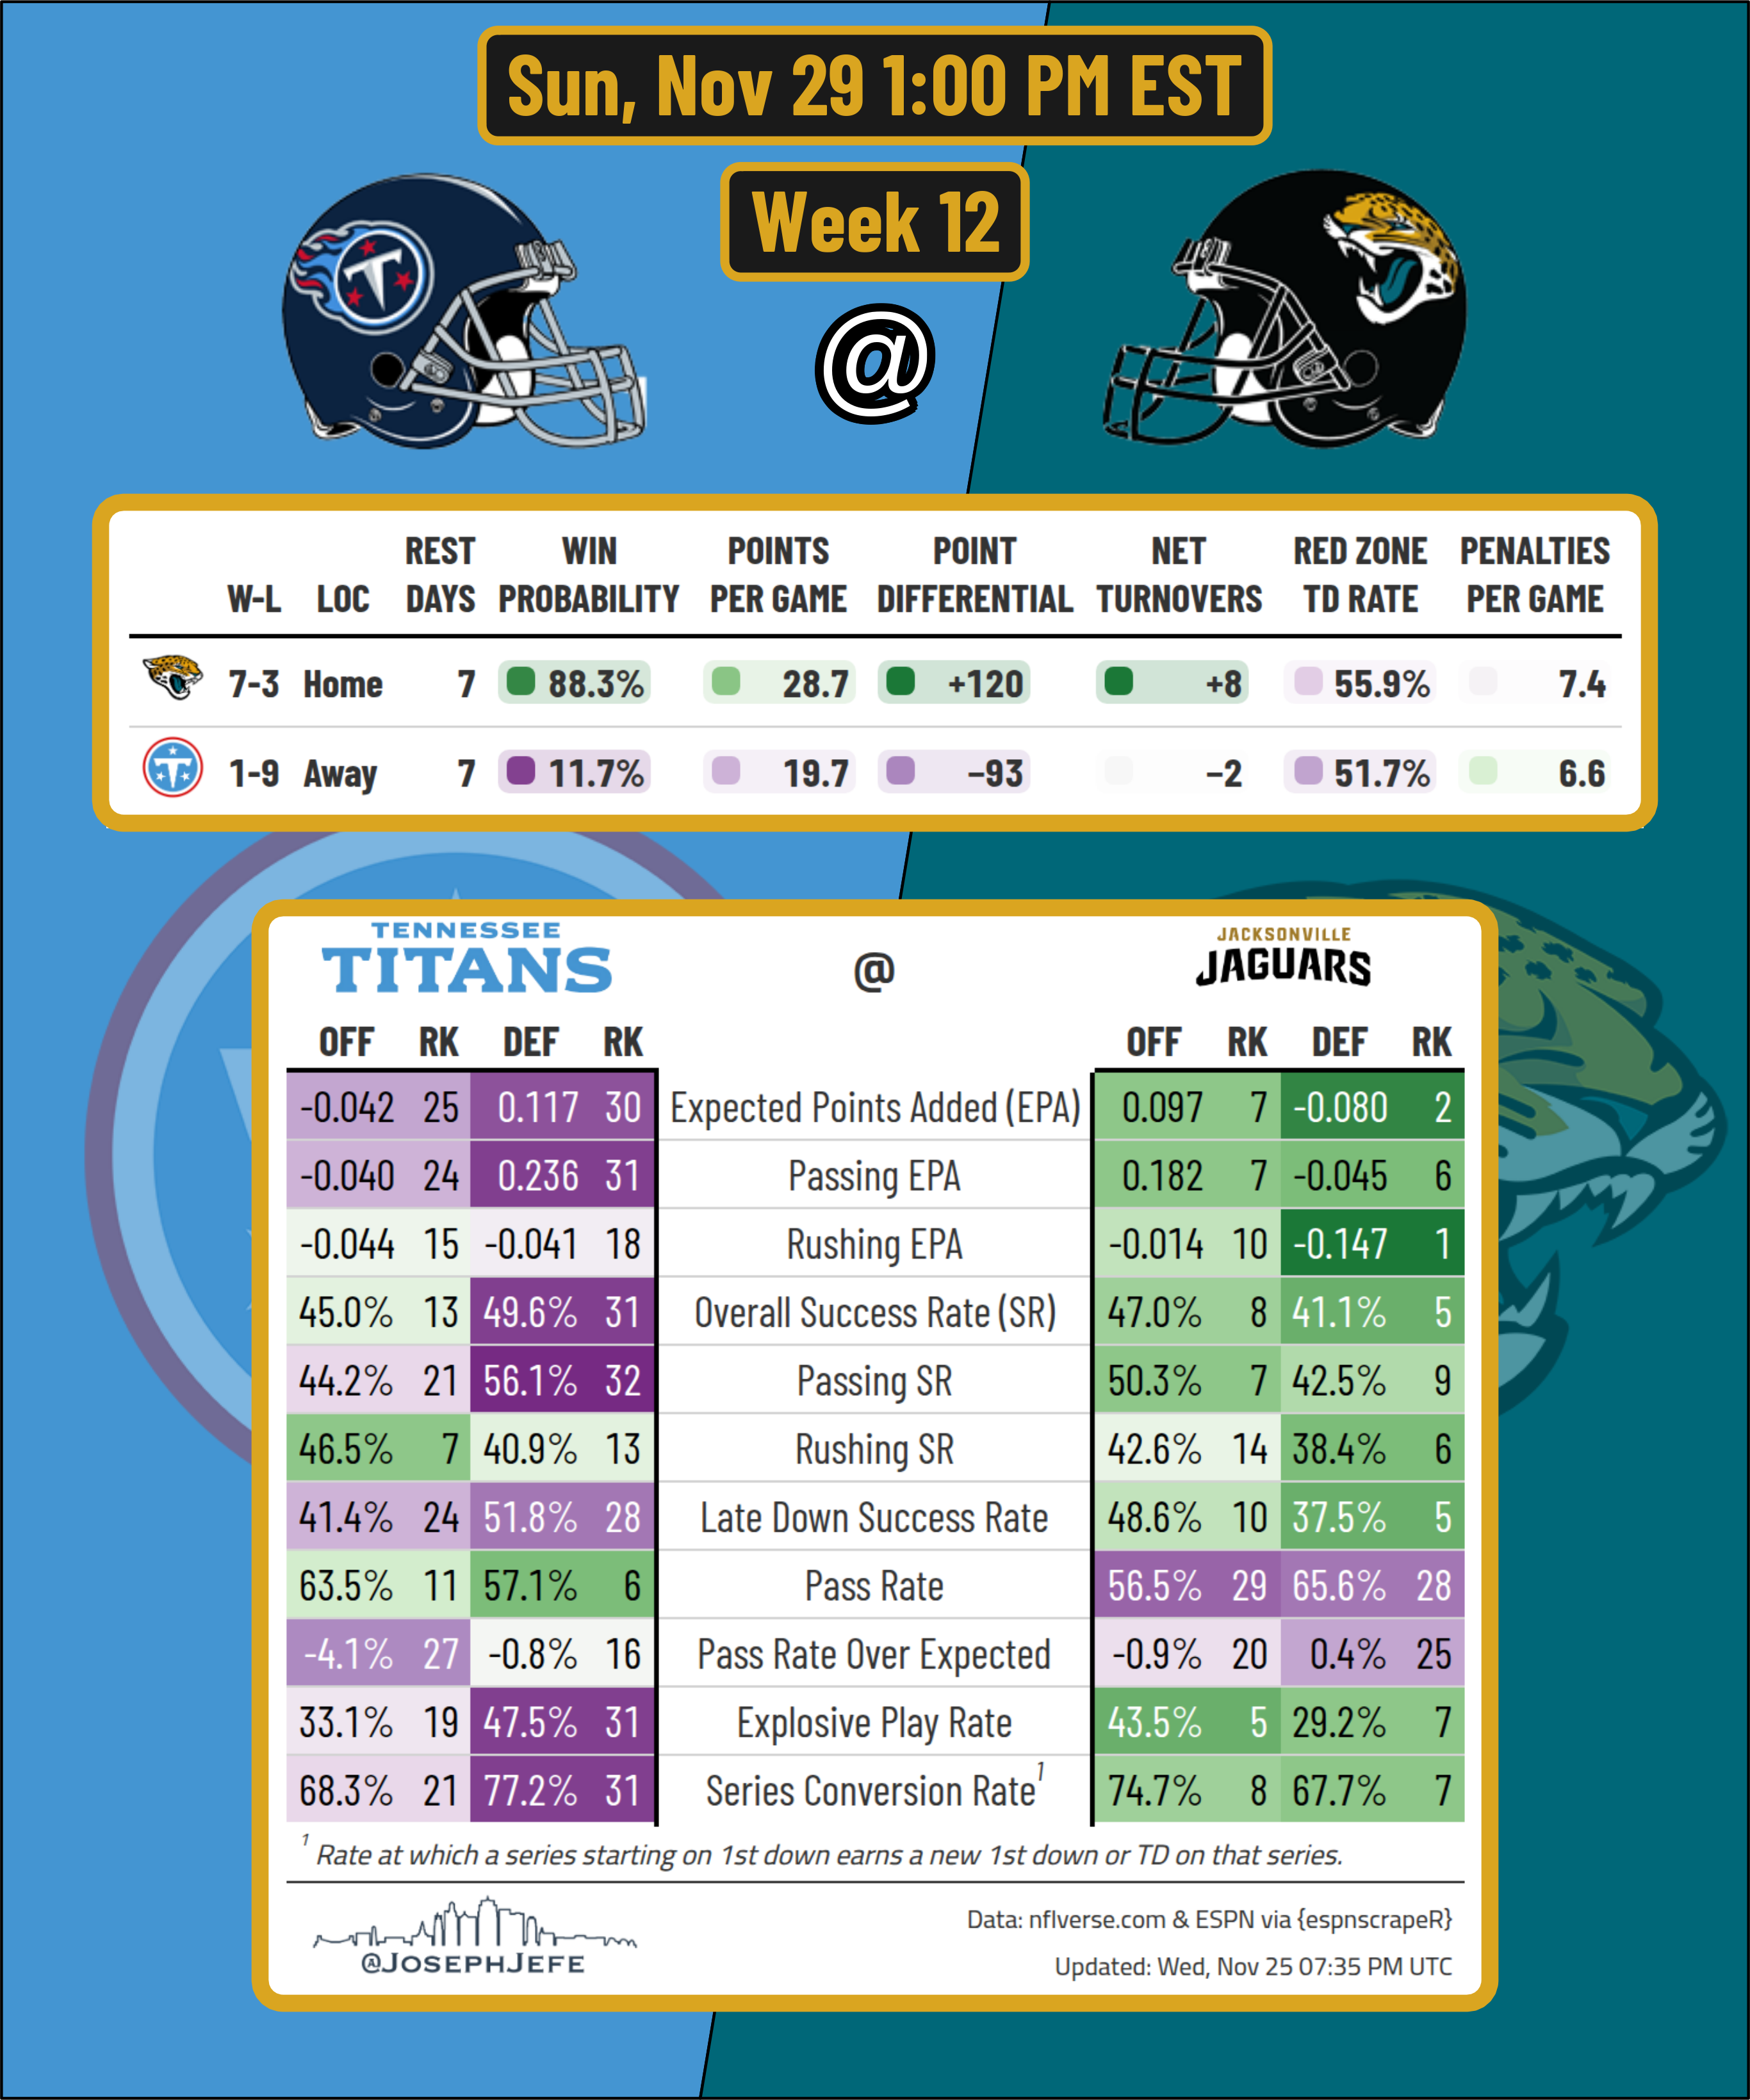 Sun, Nov 29 1:00 PM EST
Week 12
@
REST WIN POINTS POINT NET RED ZONE PENALTIES
W-L LOC DAYS PROBABILITY PER GAME DIFFERENTIAL TURNOVERS TD RATE PER GAME
7-3 Home 7 88.3% 28.7 +120 +8 55.9% 7.4
1-9 Away 7 11.7% 19.7 −93 −2 51.7% 6.6
TENNESSEE JACKSONVILLE
TITANS @ JAGUARS
OFF RK DEF RK OFF RK DEF RK
-0.042 25 0.117 30 Expected Points Added (EPA) 0.097 7 -0.080 2
-0.040 24 0.236 31 Passing EPA 0.182 7 -0.045 6
-0.044 15 -0.041 18 Rushing EPA -0.014 10 -0.147 1
45.0% 13 49.6% 31 Overall Success Rate (SR) 47.0% 8 41.1% 5
44.2% 21 56.1% 32 Passing SR 50.3% 7 42.5% 9
46.5% 7 40.9% 13 Rushing SR 42.6% 14 38.4% 6
41.4% 24 51.8% 28 Late Down Success Rate 48.6% 10 37.5% 5
63.5% 11 57.1% 6 Pass Rate 56.5% 29 65.6% 28
-4.1% 27 -0.8% 16 Pass Rate Over Expected -0.9% 20 0.4% 25
33.1% 19 47.5% 31 Explosive Play Rate 43.5% 5 29.2% 7
68.3% 21 77.2% 31 Series Conversion Rate¹ 74.7% 8 67.7% 7
¹ Rate at which a series starting on 1st down earns a new 1st down or TD on that series.
Data: nflverse.com & ESPN via {espnscrapeR}
@JOSEPHJEFE
Updated: Wed, Nov 25 07:35 PM UTC